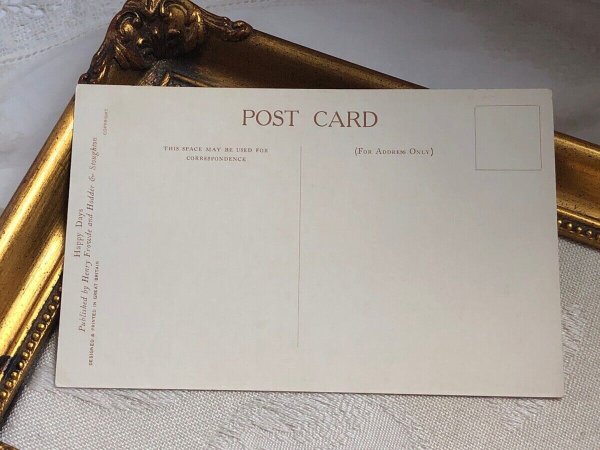 POST CARD
THIS SPACE MAY BE USED FOR
CORRESPONDENCE
(For Address Only)
Happy Days
Published by Henry Frowde and Hodder & Stoughton
DESIGNED & PRINTED IN GREAT BRITAIN
COPYRIGHT